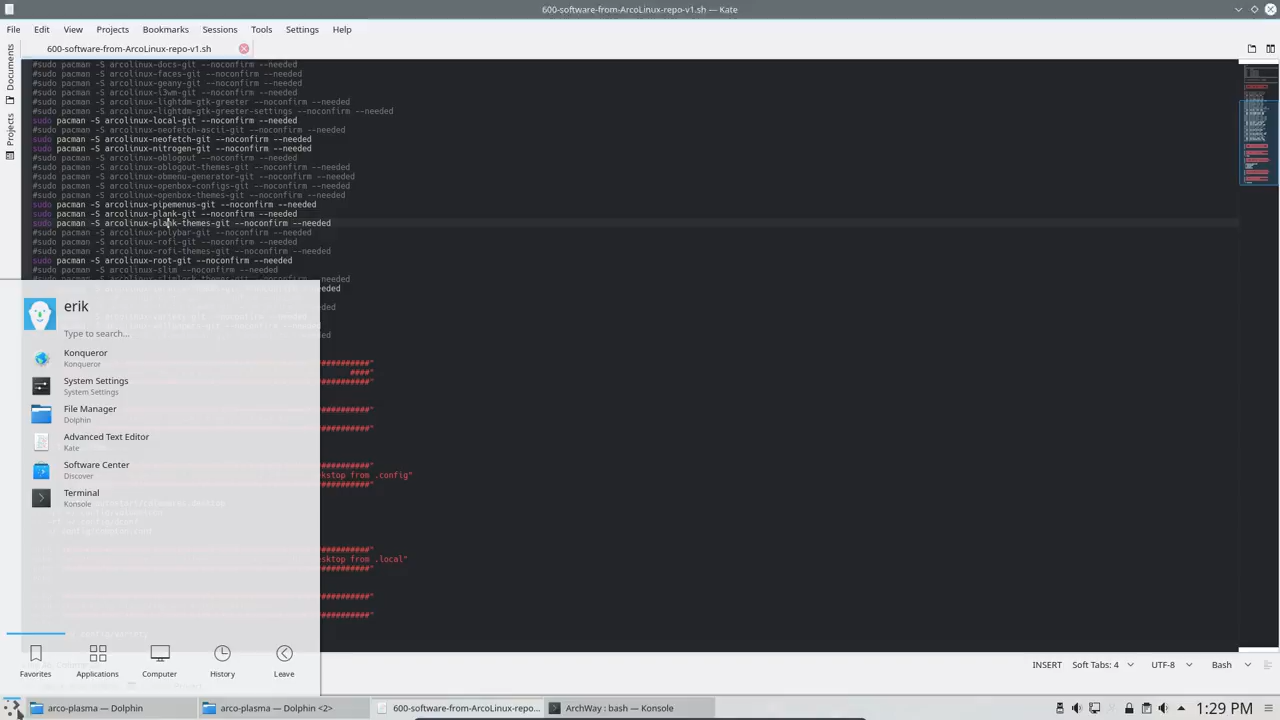 600-software-from-ArcoLinux-repo-v1.sh — Kate
File Edit View Projects Bookmarks Sessions Tools Settings Help
600-software-from-ArcoLinux-repo-v1.sh
Documents
Projects
#sudo pacman -S arcolinux-docs-git --noconfirm --needed
#sudo pacman -S arcolinux-faces-git --noconfirm --needed
#sudo pacman -S arcolinux-geany-git --noconfirm --needed
#sudo pacman -S arcolinux-i3wm-git --noconfirm --needed
#sudo pacman -S arcolinux-lightdm-gtk-greeter --noconfirm --needed
#sudo pacman -S arcolinux-lightdm-gtk-greeter-settings --noconfirm --needed
sudo pacman -S arcolinux-local-git --noconfirm --needed
#sudo pacman -S arcolinux-neofetch-ascii-git --noconfirm --needed
sudo pacman -S arcolinux-neofetch-git --noconfirm --needed
sudo pacman -S arcolinux-nitrogen-git --noconfirm --needed
#sudo pacman -S arcolinux-oblogout --noconfirm --needed
#sudo pacman -S arcolinux-oblogout-themes-git --noconfirm --needed
#sudo pacman -S arcolinux-obmenu-generator-git --noconfirm --needed
#sudo pacman -S arcolinux-openbox-configs-git --noconfirm --needed
#sudo pacman -S arcolinux-openbox-themes-git --noconfirm --needed
sudo pacman -S arcolinux-pipemenus-git --noconfirm --needed
sudo pacman -S arcolinux-plank-git --noconfirm --needed
sudo pacman -S arcolinux-plank-themes-git --noconfirm --needed
#sudo pacman -S arcolinux-polybar-git --noconfirm --needed
#sudo pacman -S arcolinux-rofi-git --noconfirm --needed
#sudo pacman -S arcolinux-rofi-themes-git --noconfirm --needed
sudo pacman -S arcolinux-root-git --noconfirm --needed
#sudo pacman -S arcolinux-slim --noconfirm --needed
erik
Type to search...
Konqueror
Konqueror
System Settings
System Settings
File Manager
Dolphin
Advanced Text Editor
Kate
Software Center
Discover
Terminal
Konsole
###########"
####"
###########"
###########"
###########"
###########"
kstop from .config"
###########"
###########"
sktop from .local"
###########"
###########"
###########"
Favorites Applications Computer History Leave
INSERT Soft Tabs: 4 UTF-8 Bash
arco-plasma — Dolphin arco-plasma — Dolphin <2> 600-software-from-ArcoLinux-repo... ArchWay : bash — Konsole 1:29 PM